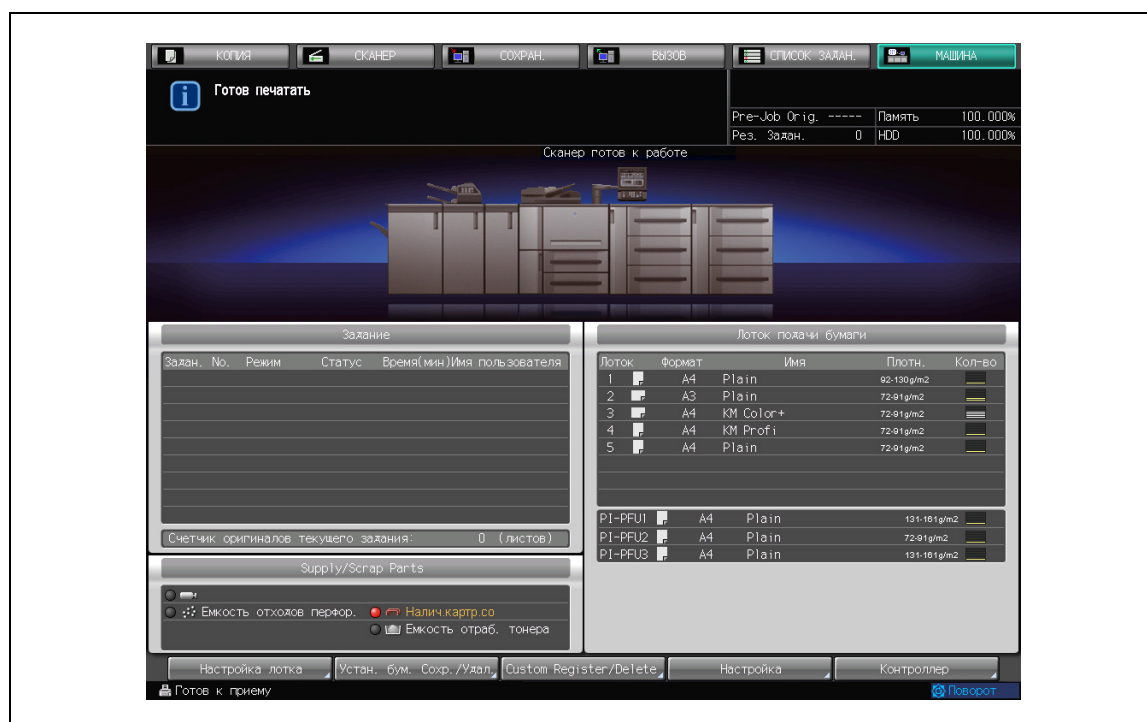 КОПИЯ СКАНЕР СОХРАН. ВЫЗОВ СПИСОК ЗАДАН. МАШИНА
Готов печатать
Pre-Job Orig. ----- Память 100.000%
Рез. Задан. 0 HDD 100.000%
Сканер готов к работе
Задание
Задан. No. Режим Статус Время(мин)Имя пользователя
Счетчик оригиналов текущего задания: 0 (листов)
Supply/Scrap Parts
Емкость отходов перфор. Налич.картр.со
Емкость отраб. тонера
Лоток подачи бумаги
Лоток Формат Имя Плотн. Кол-во
1 A4 Plain 92-130g/m2
2 A3 Plain 72-91g/m2
3 A4 KM Color+ 72-91g/m2
4 A4 KM Profi 72-91g/m2
5 A4 Plain 72-91g/m2
PI-PFU1 A4 Plain 131-161g/m2
PI-PFU2 A4 Plain 72-91g/m2
PI-PFU3 A4 Plain 131-161g/m2
Настройка лотка Устан. бум. Сохр./Удал. Custom Register/Delete Настройка Контроллер
Готов к приему Поворот